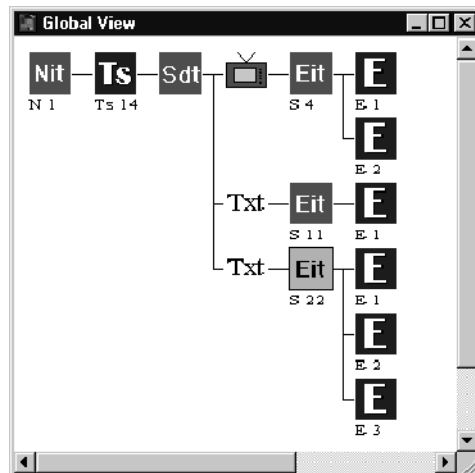 Global View
Nit Ts Sdt Eit E
N 1 Ts 14 S 4 E 1
E
E 2
Txt Eit E
S 11 E 1
Txt Eit E
S 22 E 1
E
E 2
E
E 3